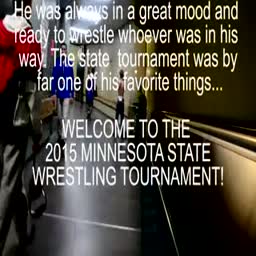 He was always in a great mood and
ready to wrestle whoever was in his
way. The state tournament was by
far one of his favorite things...
WELCOME TO THE
2015 MINNESOTA STATE
WRESTLING TOURNAMENT!